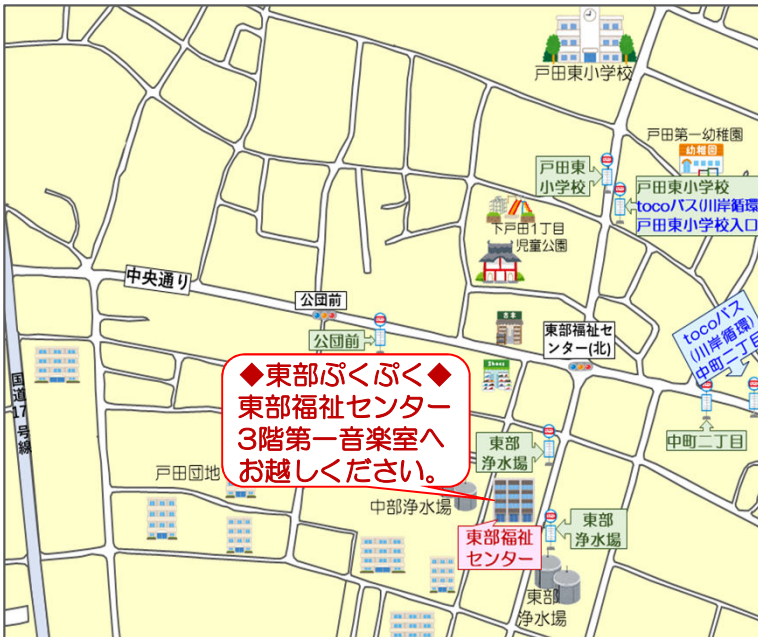 戸田東小学校
戸田第一幼稚園
幼稚園
戸田東
小学校
戸田東小学校
tocoバス(川岸循環
戸田東小学校入口
下戸田1丁目
児童公園
中央通り
公団前
公団前
古本
東部福祉セ
ンター(北)
tocoバス
(川岸循環)
中町二丁目
Shoes
国道17号線
◆東部ぷくぷく◆
東部福祉センター
3階第一音楽室へ
お越しください。
中町二丁目
東部
浄水場
戸田団地
中部浄水場
東部福祉
センター
東部
浄水場
東部
浄水場